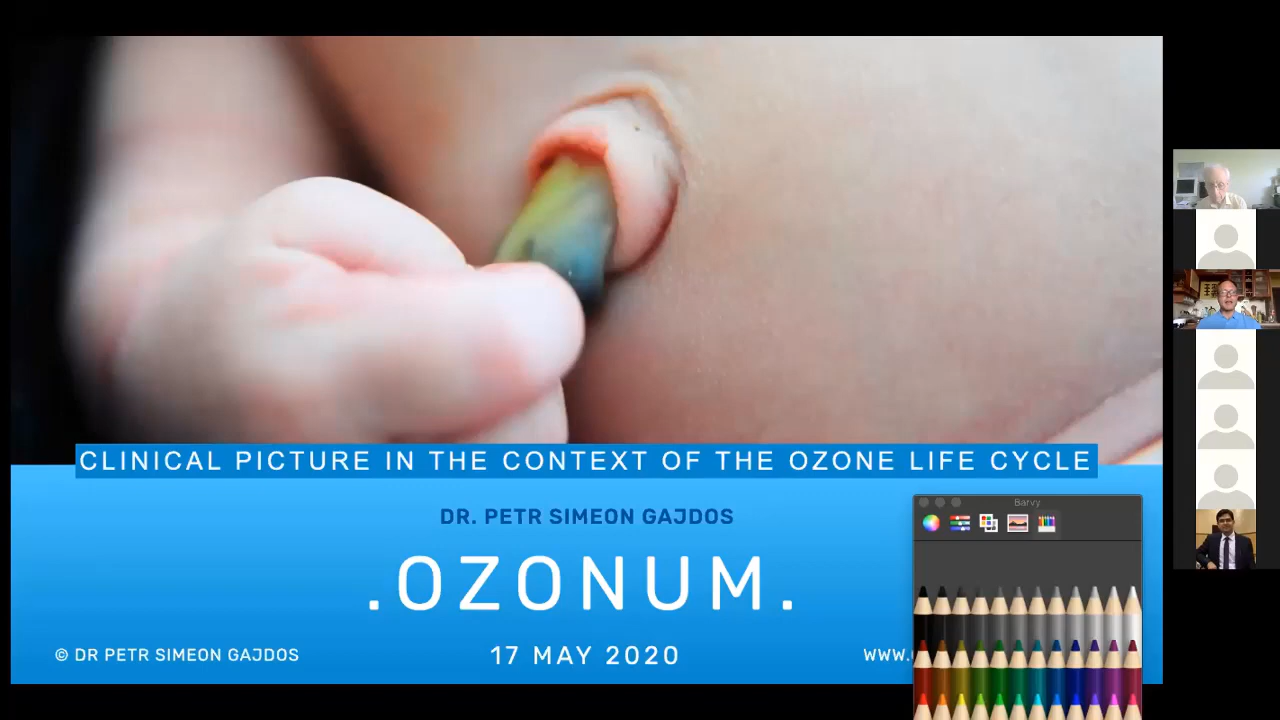 CLINICAL PICTURE IN THE CONTEXT OF THE OZONE LIFE CYCLE
DR. PETR SIMEON GAJDOS
Barvy
.OZONUM.
© DR PETR SIMEON GAJDOS
17 MAY 2020
WWW.